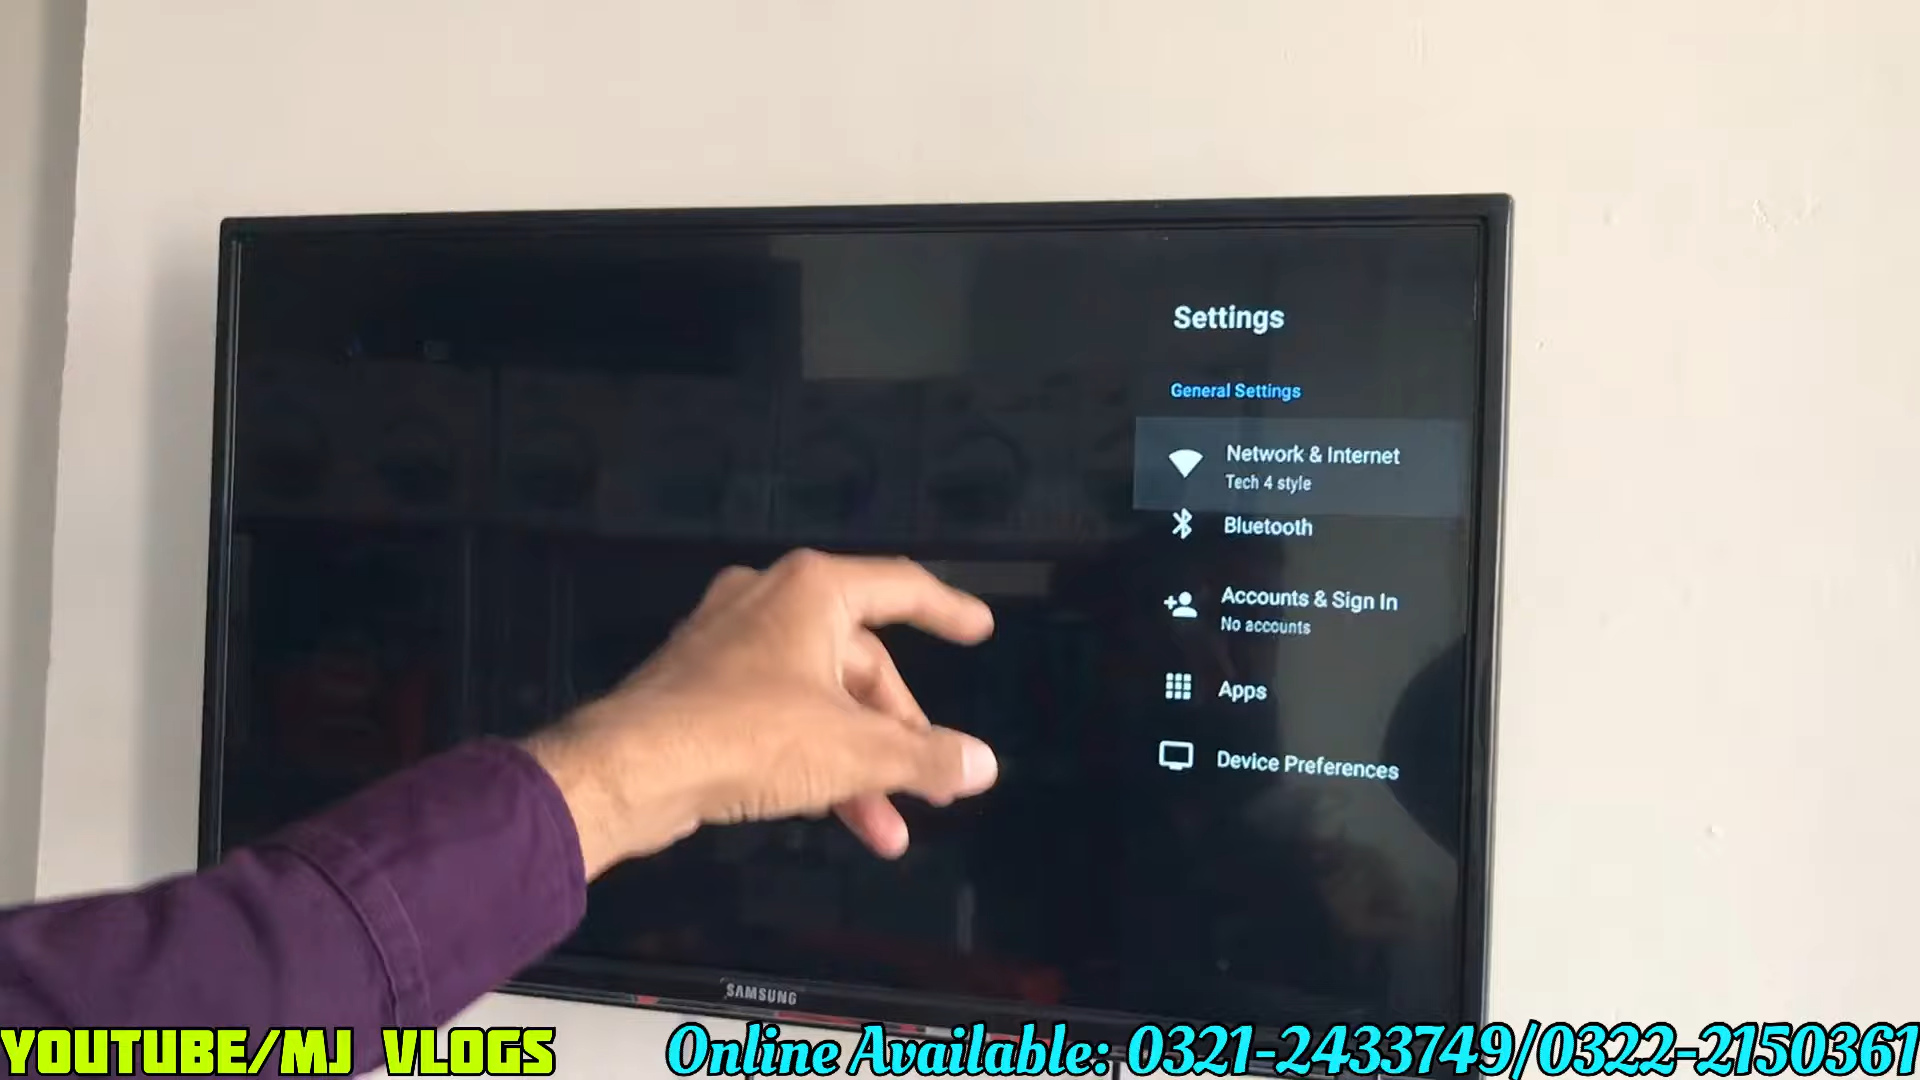 Settings
General Settings
Network & Internet
Tech 4 style
Bluetooth
Accounts & Sign In
No accounts
Apps
Device Preferences
SAMSUNG
YOUTUBE/MJ VLOGS
Online Available: 0321-2433749/0322-2150361